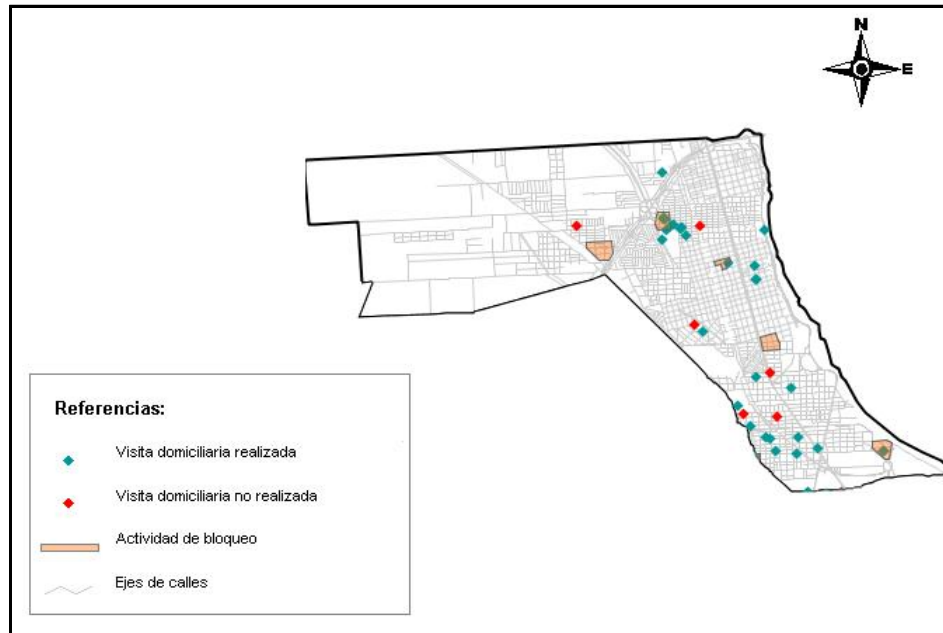 N
E
Referencias:
Visita domiciliaria realizada
Visita domiciliaria no realizada
Actividad de bloqueo
Ejes de calles